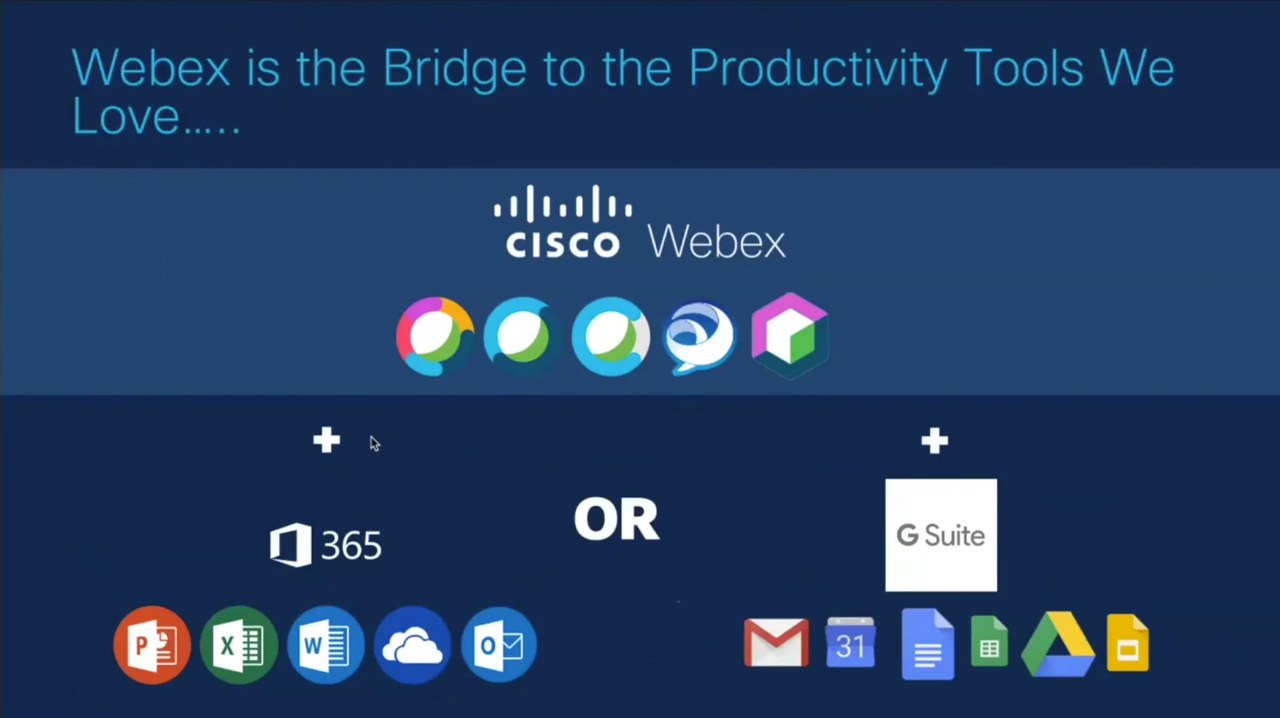 Webex is the Bridge to the Productivity Tools We
Love.....
CISCO Webex
OR
365
G Suite
P X W O
31